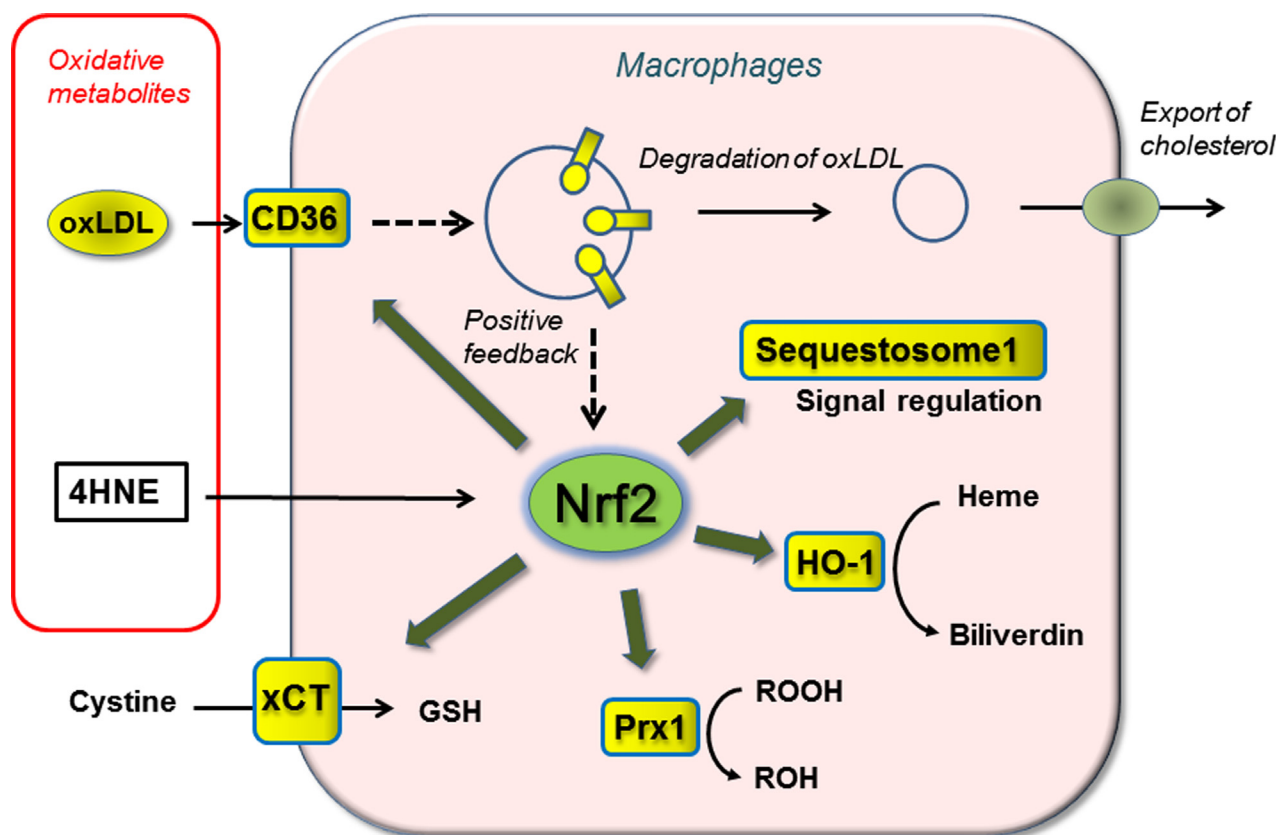 Oxidative
metabolites
Macrophages
Export of
cholesterol
Degradation of oxLDL
oxLDL
CD36
Positive
feedback
Sequestosome1
Signal regulation
4HNE
Nrf2
Heme
HO-1
Biliverdin
Cystine
xCT
GSH
Prx1
ROOH
ROH